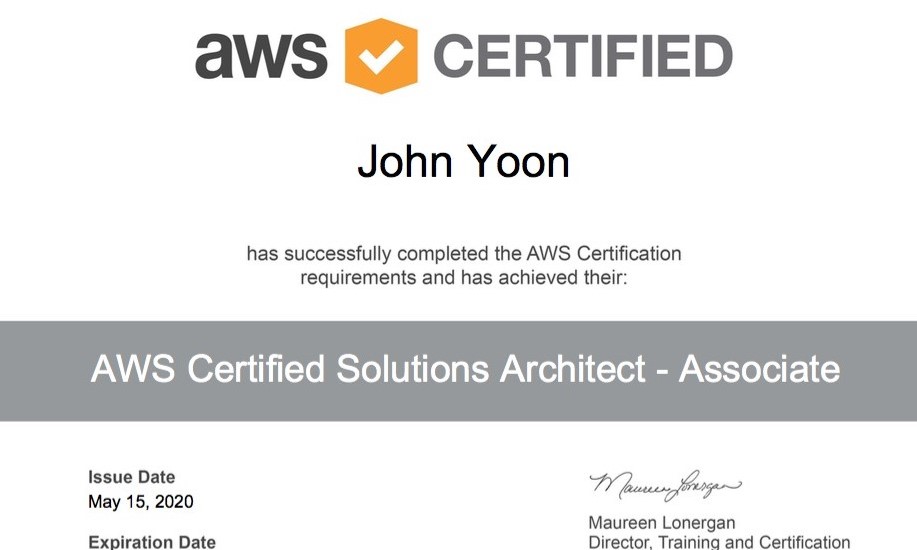 aws CERTIFIED
John Yoon
has successfully completed the AWS Certification
requirements and has achieved their:
AWS Certified Solutions Architect - Associate
Issue Date
May 15, 2020
Expiration Date
Maureen Lonergan
Maureen Lonergan
Director, Training and Certification